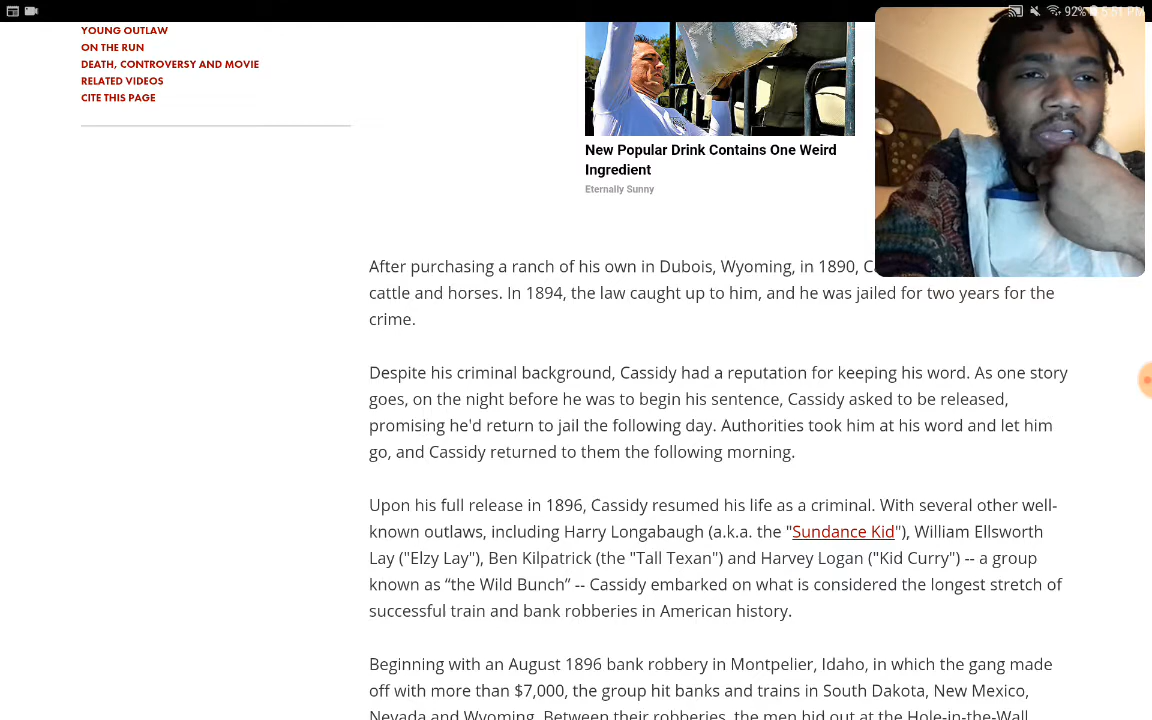 92% 5:51 PM
YOUNG OUTLAW
ON THE RUN
DEATH, CONTROVERSY AND MOVIE
RELATED VIDEOS
CITE THIS PAGE
New Popular Drink Contains One Weird
Ingredient
Eternally Sunny
After purchasing a ranch of his own in Dubois, Wyoming, in 1890,
cattle and horses. In 1894, the law caught up to him, and he was jailed for two years for the
crime.
Despite his criminal background, Cassidy had a reputation for keeping his word. As one story
goes, on the night before he was to begin his sentence, Cassidy asked to be released,
promising he'd return to jail the following day. Authorities took him at his word and let him
go, and Cassidy returned to them the following morning.
Upon his full release in 1896, Cassidy resumed his life as a criminal. With several other well-
known outlaws, including Harry Longabaugh (a.k.a. the "Sundance Kid"), William Ellsworth
Lay ("Elzy Lay"), Ben Kilpatrick (the "Tall Texan") and Harvey Logan ("Kid Curry") -- a group
known as “the Wild Bunch” -- Cassidy embarked on what is considered the longest stretch of
successful train and bank robberies in American history.
Beginning with an August 1896 bank robbery in Montpelier, Idaho, in which the gang made
off with more than $7,000, the group hit banks and trains in South Dakota, New Mexico,
Nevada and Wyoming. Between their robberies, the men hid out at the Hole-in-the-Wall